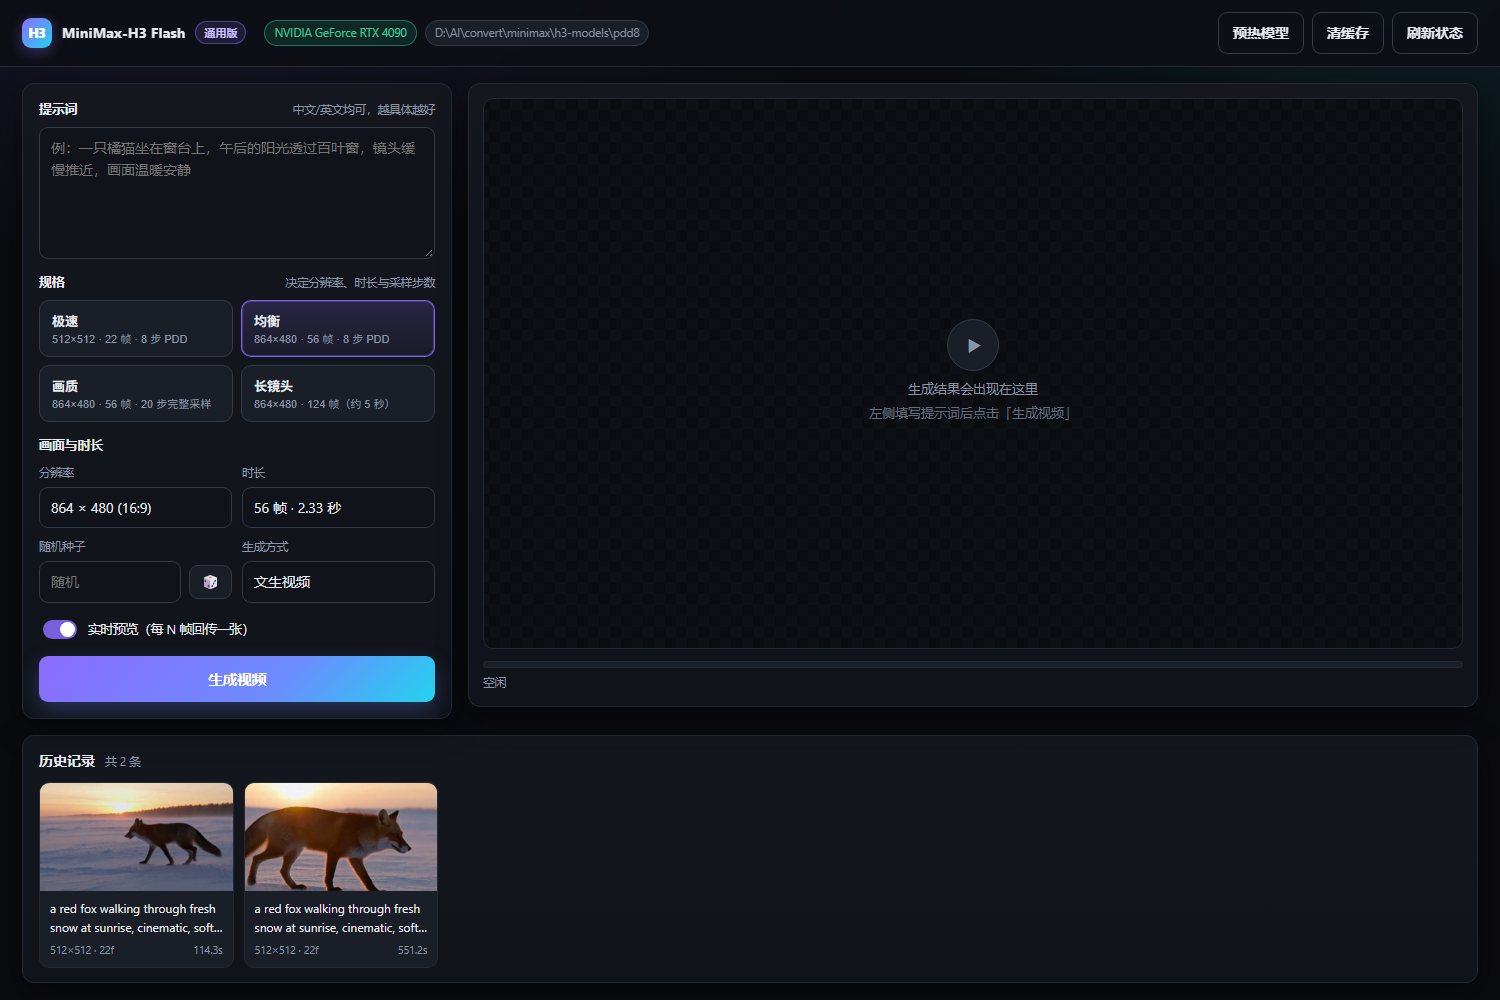 H3 MiniMax-H3 Flash 通用版 NVIDIA GeForce RTX 4090 D:\AI\convert\minimax\h3-models\pdd8 预热模型 清缓存 刷新状态
提示词 中文/英文均可，越具体越好
例：一只橘猫坐在窗台上，午后的阳光透过百叶窗，镜头缓
慢推近，画面温暖安静
规格 决定分辨率、时长与采样步数
极速
512×512 · 22 帧 · 8 步 PDD
均衡
864×480 · 56 帧 · 8 步 PDD
画质
864×480 · 56 帧 · 20 步完整采样
长镜头
864×480 · 124 帧（约 5 秒）
画面与时长
分辨率 时长
864 × 480 (16:9) 56 帧 · 2.33 秒
随机种子 生成方式
随机 文生视频
实时预览（每 N 帧回传一张）
生成视频
生成结果会出现在这里
左侧填写提示词后点击「生成视频」
空闲
历史记录 共 2 条
a red fox walking through fresh
snow at sunrise, cinematic, soft...
512×512 · 22f 114.3s
a red fox walking through fresh
snow at sunrise, cinematic, soft...
512×512 · 22f 551.2s